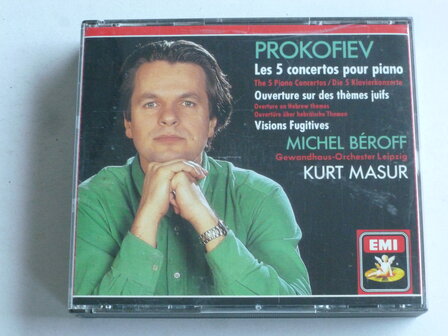 PROKOFIEV
Les 5 concertos pour piano
The 5 Piano Concertos / Die 5 Klavierkonzerte
Ouverture sur des thèmes juifs
Overture on Hebrew themes
Ouvertüre über hebräische Themen
Visions Fugitives
MICHEL BÉROFF
Gewandhaus-Orchester Leipzig
KURT MASUR
EMI